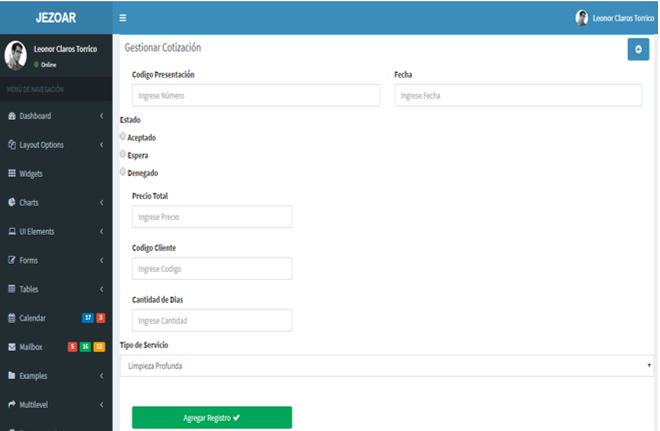 JEZOAR
Leonor Claros Torrico
Leonor Claros Torrico
Online
MENÚ DE NAVEGACIÓN
Dashboard
Layout Options
Widgets
Charts
UI Elements
Forms
Tables
Calendar 17 3
Mailbox 5 16 12
Examples
Multilevel
Gestionar Cotización
Codigo Presentación
Ingrese Número
Fecha
Ingrese Fecha
Estado
Aceptado
Espera
Denegado
Precio Total
Ingrese Precio
Codigo Cliente
Ingrese Codigo
Cantidad de Dias
Ingrese Cantidad
Tipo de Servicio
Limpieza Profunda
Agregar Registro